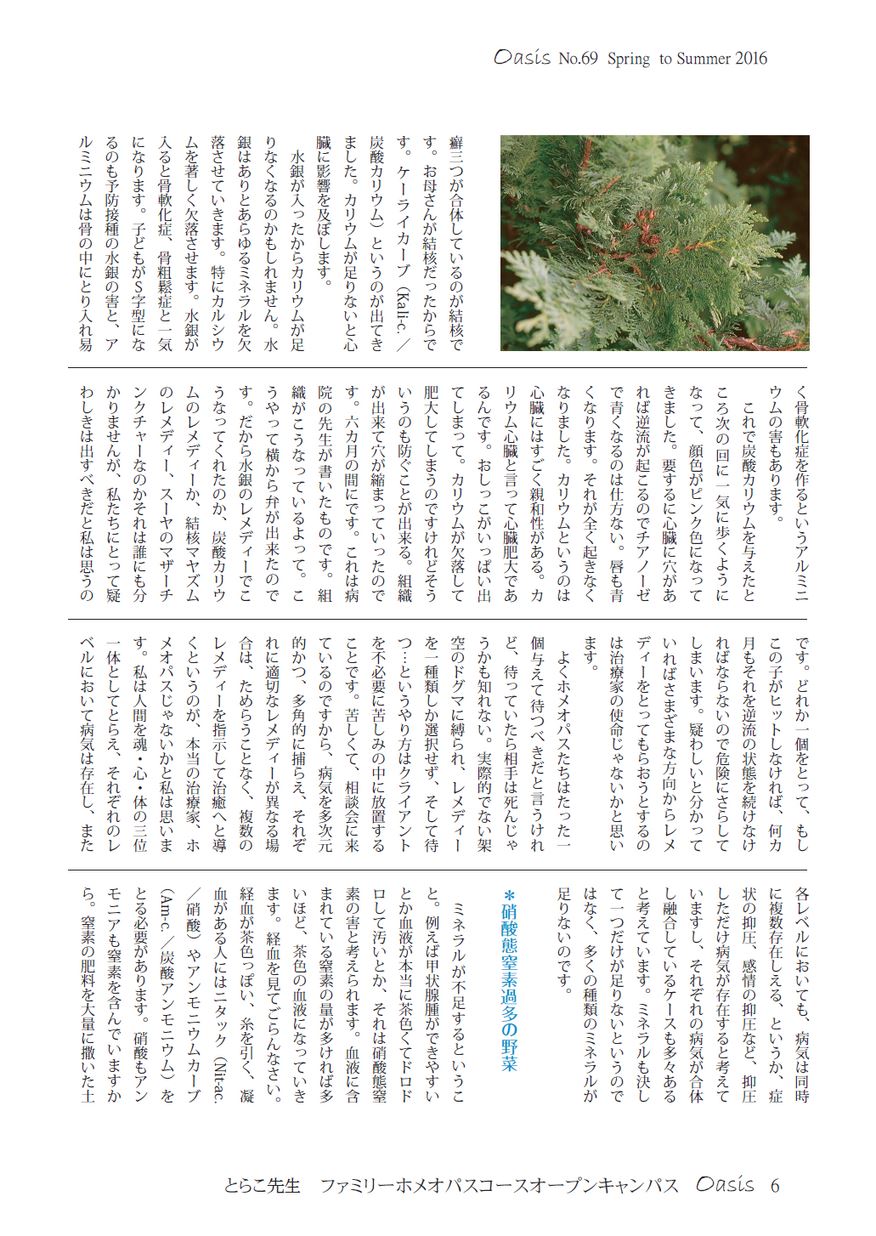 Oasis No.69 Spring to Summer 2016
癬三つが合体しているのが結核で
す。お母さんが結核だったからで
す。ケーライカーブ（Kali-c.／
炭酸カリウム）というのが出てき
ました。カリウムが足りないと心
臓に影響を及ぼします。
水銀が入ったからカリウムが足
りなくなるのかもしれません。水
銀はありとあらゆるミネラルを欠
落させていきます。特にカルシウ
ムを著しく欠落させます。水銀が
入ると骨軟化症、骨粗鬆症と一気
になります。子どもがＳ字型にな
るのも予防接種の水銀の害と、ア
ルミニウムは骨の中にとり入れ易
く骨軟化症を作るというアルミニ
ウムの害もあります。
これで炭酸カリウムを与えたと
ころ次の回に一気に歩くように
なって、顔色がピンク色になって
きました。要するに心臓に穴があ
れば逆流が起こるのでチアノーゼ
で青くなるのは仕方ない。唇も青
くなります。それが全く起きなく
なりました。カリウムというのは
心臓にはすごく親和性がある。カ
リウム心臓と言って心臓肥大であ
るんです。おしっこがいっぱい出
てしまって。カリウムが欠落して
肥大してしまうのですけれどそう
いうのも防ぐことが出来る。組織
が出来て穴が縮まっていったので
す。六カ月の間にです。これは病
院の先生が書いたものです。組
織がこうなっているよって。こ
うやって横から弁が出来たので
す。だから水銀のレメディーでこ
うなってくれたのか、炭酸カリウ
ムのレメディーか、結核マヤズム
のレメディー、スーヤのマザーチ
ンクチャーなのかそれは誰にも分
かりませんが、私たちにとって疑
わしきは出すべきだと私は思うの
です。どれか一個をとって、もし
この子がヒットしなければ、何カ
月もそれを逆流の状態を続けなけ
ればならないので危険にさらして
しまいます。疑わしいと分かって
いればさまざまな方向からレメ
ディーをとってもらおうとするの
は治療家の使命じゃないかと思い
ます。
よくホメオパスたちはたった一
個与えて待つべきだと言うけれ
ど、待っていたら相手は死んじゃ
うかも知れない。実際的でない架
空のドグマに縛られ、レメディー
を一種類しか選択せず、そして待
つ…というやり方はクライアント
を不必要に苦しみの中に放置する
ことです。苦しくて、相談会に来
ているのですから、病気を多次元
的かつ、多角的に捕らえ、それぞ
れに適切なレメディーが異なる場
合は、ためらうことなく、複数の
レメディーを指示して治癒へと導
くというのが、本当の治療家、ホ
メオパスじゃないかと私は思いま
す。私は人間を魂・心・体の三位
一体としてとらえ、それぞれのレ
ベルにおいて病気は存在し、また
各レベルにおいても、病気は同時
に複数存在しえる、というか、症
状の抑圧、感情の抑圧など、抑圧
しただけ病気が存在すると考えて
いますし、それぞれの病気が合体
し融合しているケースも多々ある
と考えています。ミネラルも決し
て一つだけが足りないというので
はなく、多くの種類のミネラルが
足りないのです。
＊硝酸態窒素過多の野菜
ミネラルが不足するというこ
と。例えば甲状腺腫ができやすい
とか血液が本当に茶色くてドロド
ロして汚いとか、それは硝酸態窒
素の害と考えられます。血液に含
まれている窒素の量が多ければ多
いほど、茶色の血液になっていき
ます。経血を見てごらんなさい。
経血が茶色っぽい、糸を引く、凝
血がある人にはニタック（Nit-ac.
／硝酸）やアンモニウムカーブ
（Am-c.／炭酸アンモニウム）を
とる必要があります。硝酸もアン
モニアも窒素を含んでいますか
ら。窒素の肥料を大量に撒いた土
とらこ先生　ファミリーホメオパスコースオープンキャンパス Oasis 6